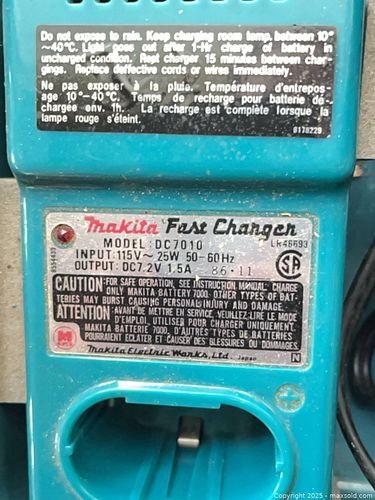 Do not expose to rain. Keep charging room temp. between 10°
~40°C. Light goes out after 1-Hr charge of battery in
uncharged condition. Rest charger 15 minutes between char-
gings. Replace deffective cords or wires immediately.
Ne pas exposer à la pluie. Température d'entrepos-
age 10°-40°C. Temps de recharge pour batterie dé-
chargée env. 1h. La recharge est complète lorsque la
lampe rouge s'éteint.
Makita Fast Charger
MODEL: DC7010
LR46693
INPUT: 115V~ 25W 50-60Hz
OUTPUT: DC7.2V 1.5A 86·11
SA
CAUTION: FOR SAFE OPERATION, SEE INSTRUCTION MANUAL. CHARGE
ONLY MAKITA BATTERY 7000. OTHER TYPES OF BAT-
TERIES MAY BURST CAUSING PERSONAL INJURY AND DAMAGE.
ATTENTION: AVANT DE METTRE EN SERVICE, VEUILLEZ LIRE LE MODE
D'EMPLOI, UTILISES POUR CHARGER UNIQUEMENT.
MAKITA BATTERIE 7000, D'AUTRES TYPES DE BATTERIES
POURRAIENT ECLATER ET CAUSER DES BLESSURES OU DOMMAGES.
M
Makita Electric Works, Ltd. Japan
N
Copyright 2025 - maxsold.com